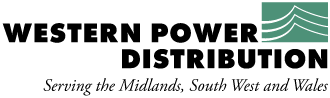 WESTERN POWER
DISTRIBUTION
Serving the Midlands, South West and Wales